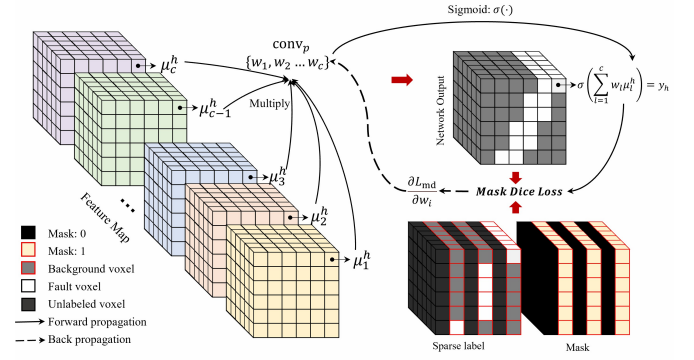 Sigmoid: σ(·)
conv_p
{w_1, w_2 … w_c}
Multiply
μ_c^h
μ_{c−1}^h
μ_3^h
μ_2^h
μ_1^h
...
Feature Map
Network Output
σ(∑_{l=1}^{c} w_l μ_l^h) = y_h
∂L_md/∂w_i
Mask Dice Loss
Mask: 0
Mask: 1
Background voxel
Fault voxel
Unlabeled voxel
Forward propagation
Back propagation
Sparse label
Mask